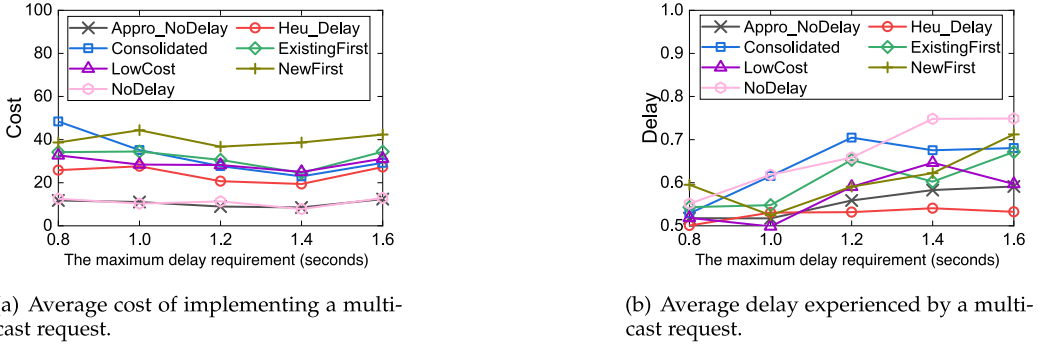 100
80
60
40
20
0
Cost
Appro_NoDelay
Heu_Delay
Consolidated
ExistingFirst
LowCost
NewFirst
NoDelay
0.8 1.0 1.2 1.4 1.6
The maximum delay requirement (seconds)
(a) Average cost of implementing a multi-
cast request.
1.0
0.9
0.8
0.7
0.6
0.5
Delay
Appro_NoDelay
Heu_Delay
Consolidated
ExistingFirst
LowCost
NewFirst
NoDelay
0.8 1.0 1.2 1.4 1.6
The maximum delay requirement (seconds)
(b) Average delay experienced by a multi-
cast request.